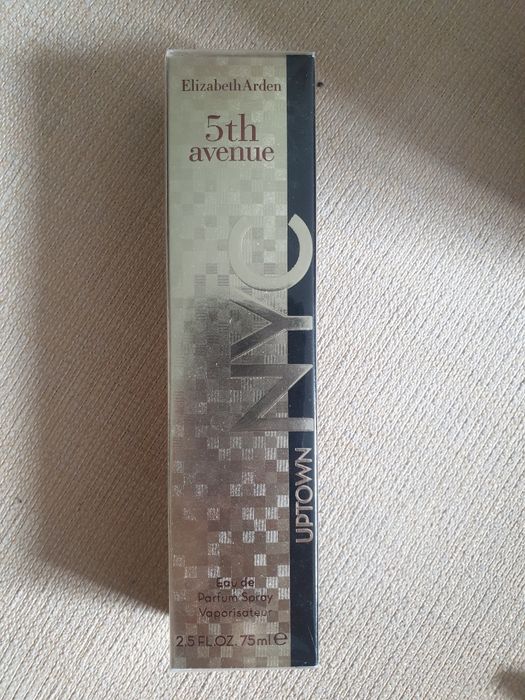 ElizabethArden
5th
avenue
NYC
UPTOWN
Eau de
Parfum Spray
Vaporisateur
2.5 FL.OZ. 75ml e